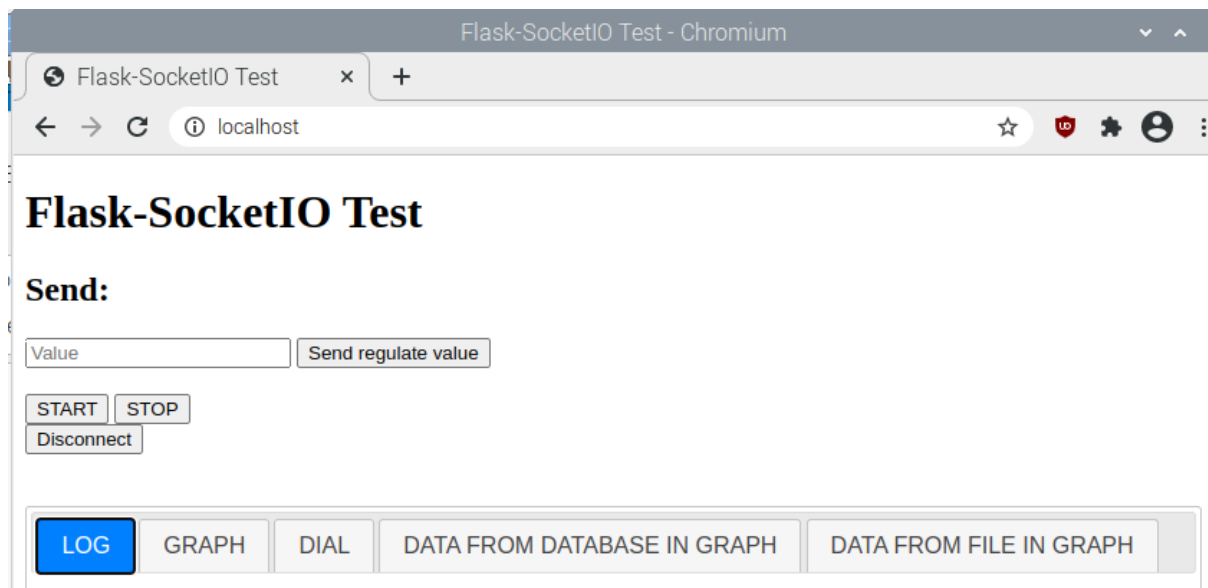 Flask-SocketIO Test - Chromium
Flask-SocketIO Test
localhost
Flask-SocketIO Test
Send:
Value Send regulate value
START STOP
Disconnect
LOG GRAPH DIAL DATA FROM DATABASE IN GRAPH DATA FROM FILE IN GRAPH